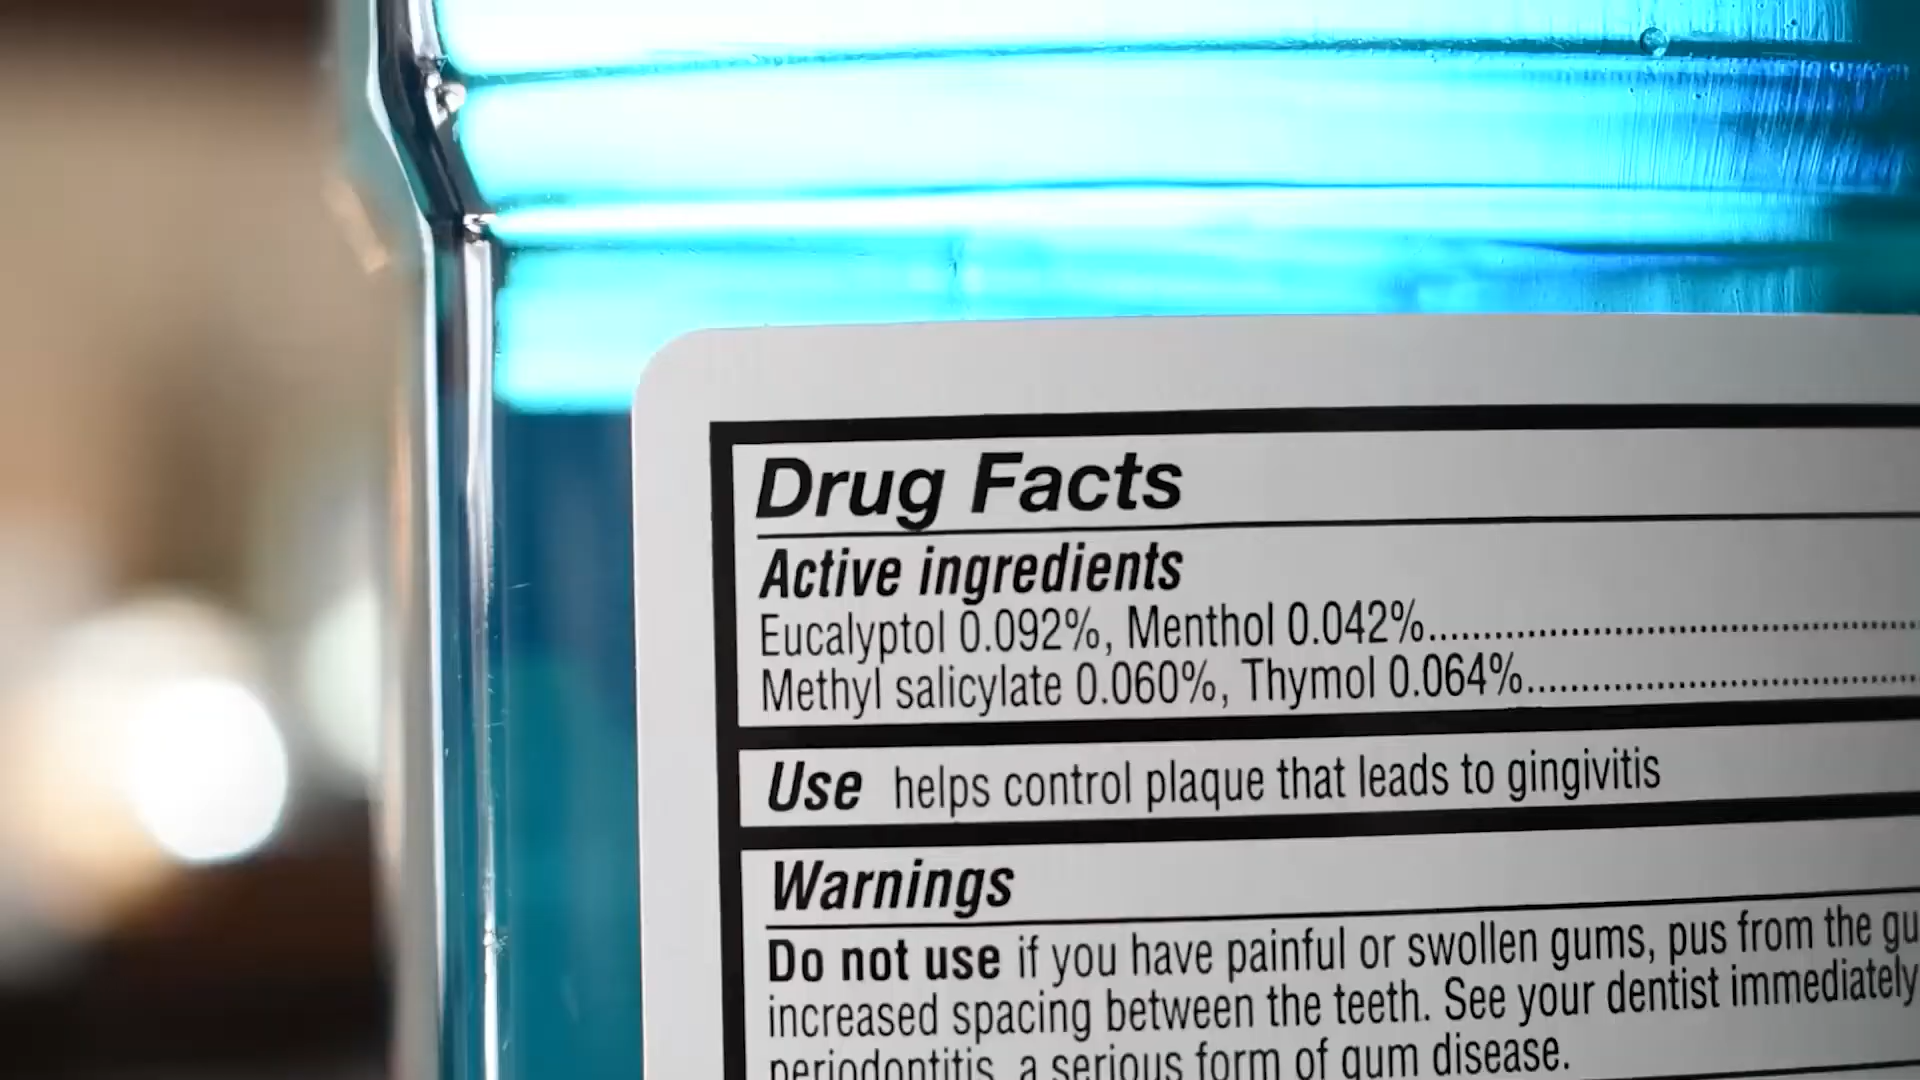 Drug Facts
Active ingredients
Eucalyptol 0.092%, Menthol 0.042%..............................
Methyl salicylate 0.060%, Thymol 0.064%........................
Use helps control plaque that leads to gingivitis
Warnings
Do not use if you have painful or swollen gums, pus from the gu
increased spacing between the teeth. See your dentist immediately
periodontitis, a serious form of gum disease.